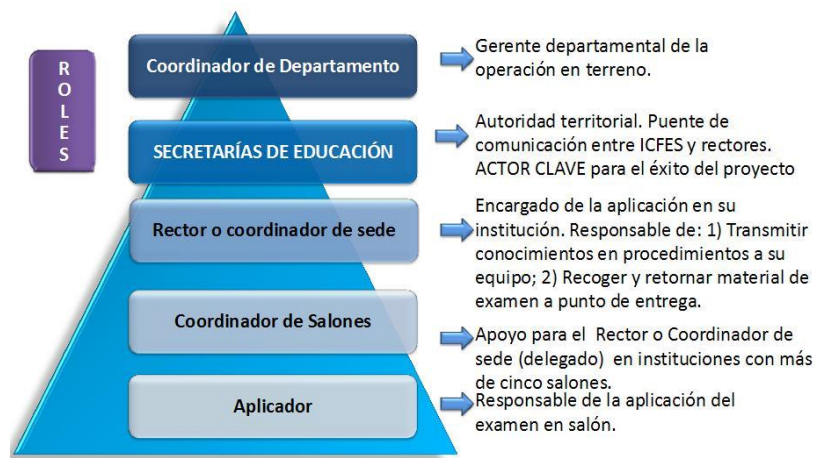 ROLES
Coordinador de Departamento
Gerente departamental de la
operación en terreno.
SECRETARÍAS DE EDUCACIÓN
Autoridad territorial. Puente de
comunicación entre ICFES y rectores.
ACTOR CLAVE para el éxito del proyecto
Rector o coordinador de sede
Encargado de la aplicación en su
institución. Responsable de: 1) Transmitir
conocimientos en procedimientos a su
equipo; 2) Recoger y retornar material de
examen a punto de entrega.
Coordinador de Salones
Apoyo para el Rector o Coordinador de
sede (delegado) en instituciones con más
de cinco salones.
Aplicador
Responsable de la aplicación del
examen en salón.